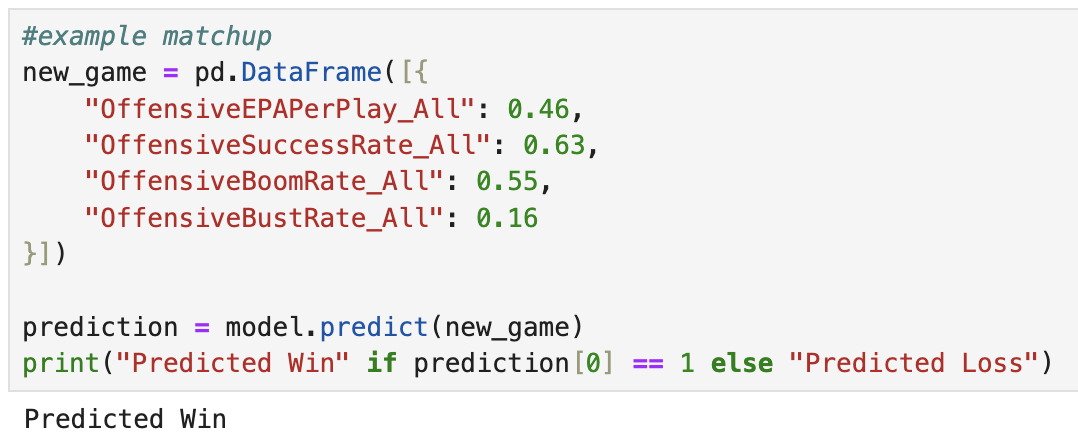 #example matchup
new_game = pd.DataFrame([{
    "OffensiveEPAPerPlay_All": 0.46,
    "OffensiveSuccessRate_All": 0.63,
    "OffensiveBoomRate_All": 0.55,
    "OffensiveBustRate_All": 0.16
}])
prediction = model.predict(new_game)
print("Predicted Win" if prediction[0] == 1 else "Predicted Loss")
Predicted Win